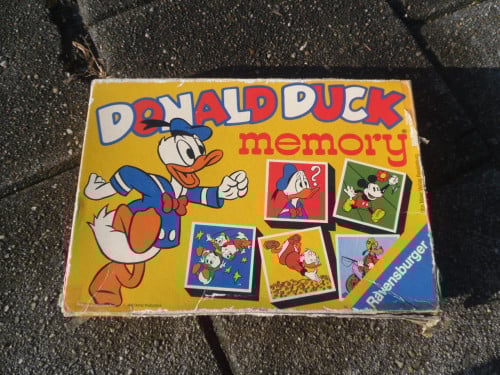 DONALD DUCK
memory®
?
Ravensburger